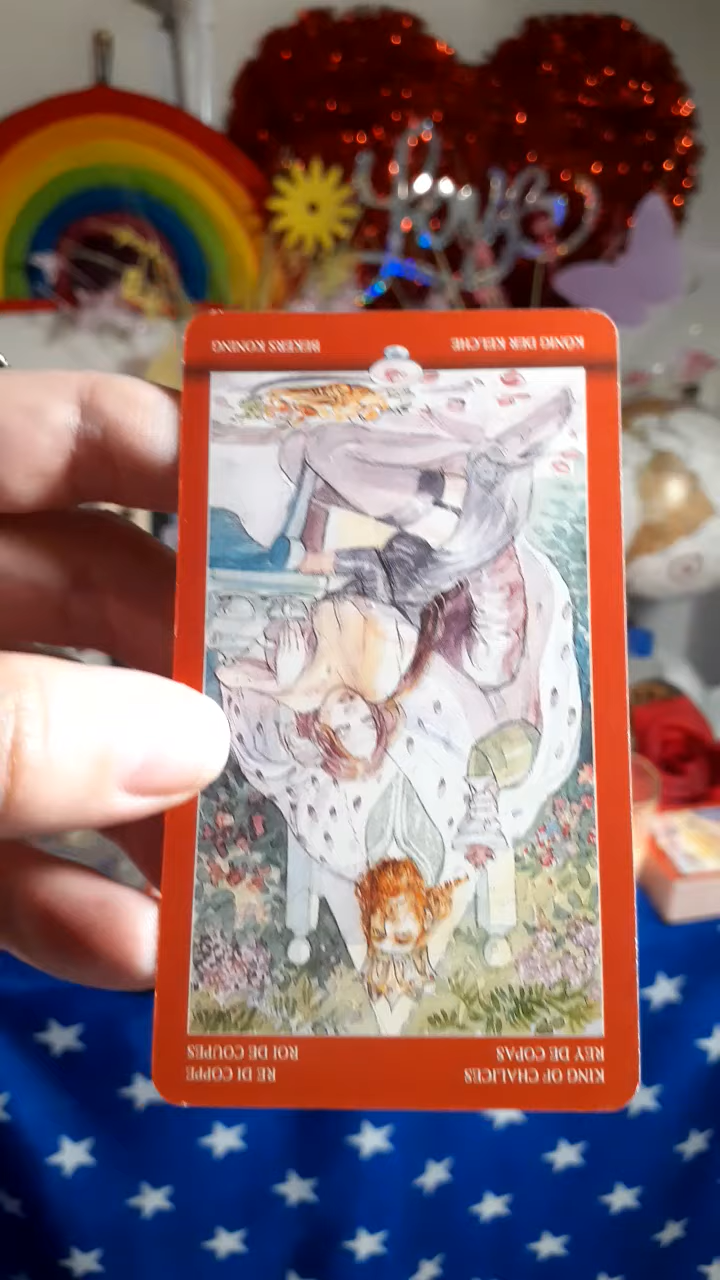 Love
KING OF CHALICES
REY DE COPAS
RE DI COPPE
ROI DE COUPES
KÖNIG DER KELCHE
BEKERS KONING